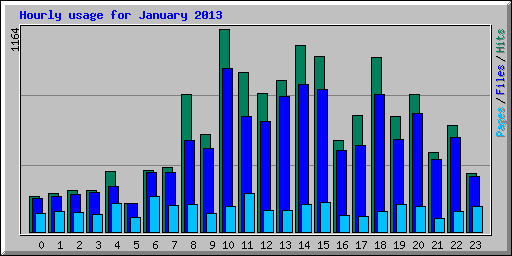 Hourly usage for January 2013
1164
Pages / Files / Hits
0 1 2 3 4 5 6 7 8 9 10 11 12 13 14 15 16 17 18 19 20 21 22 23